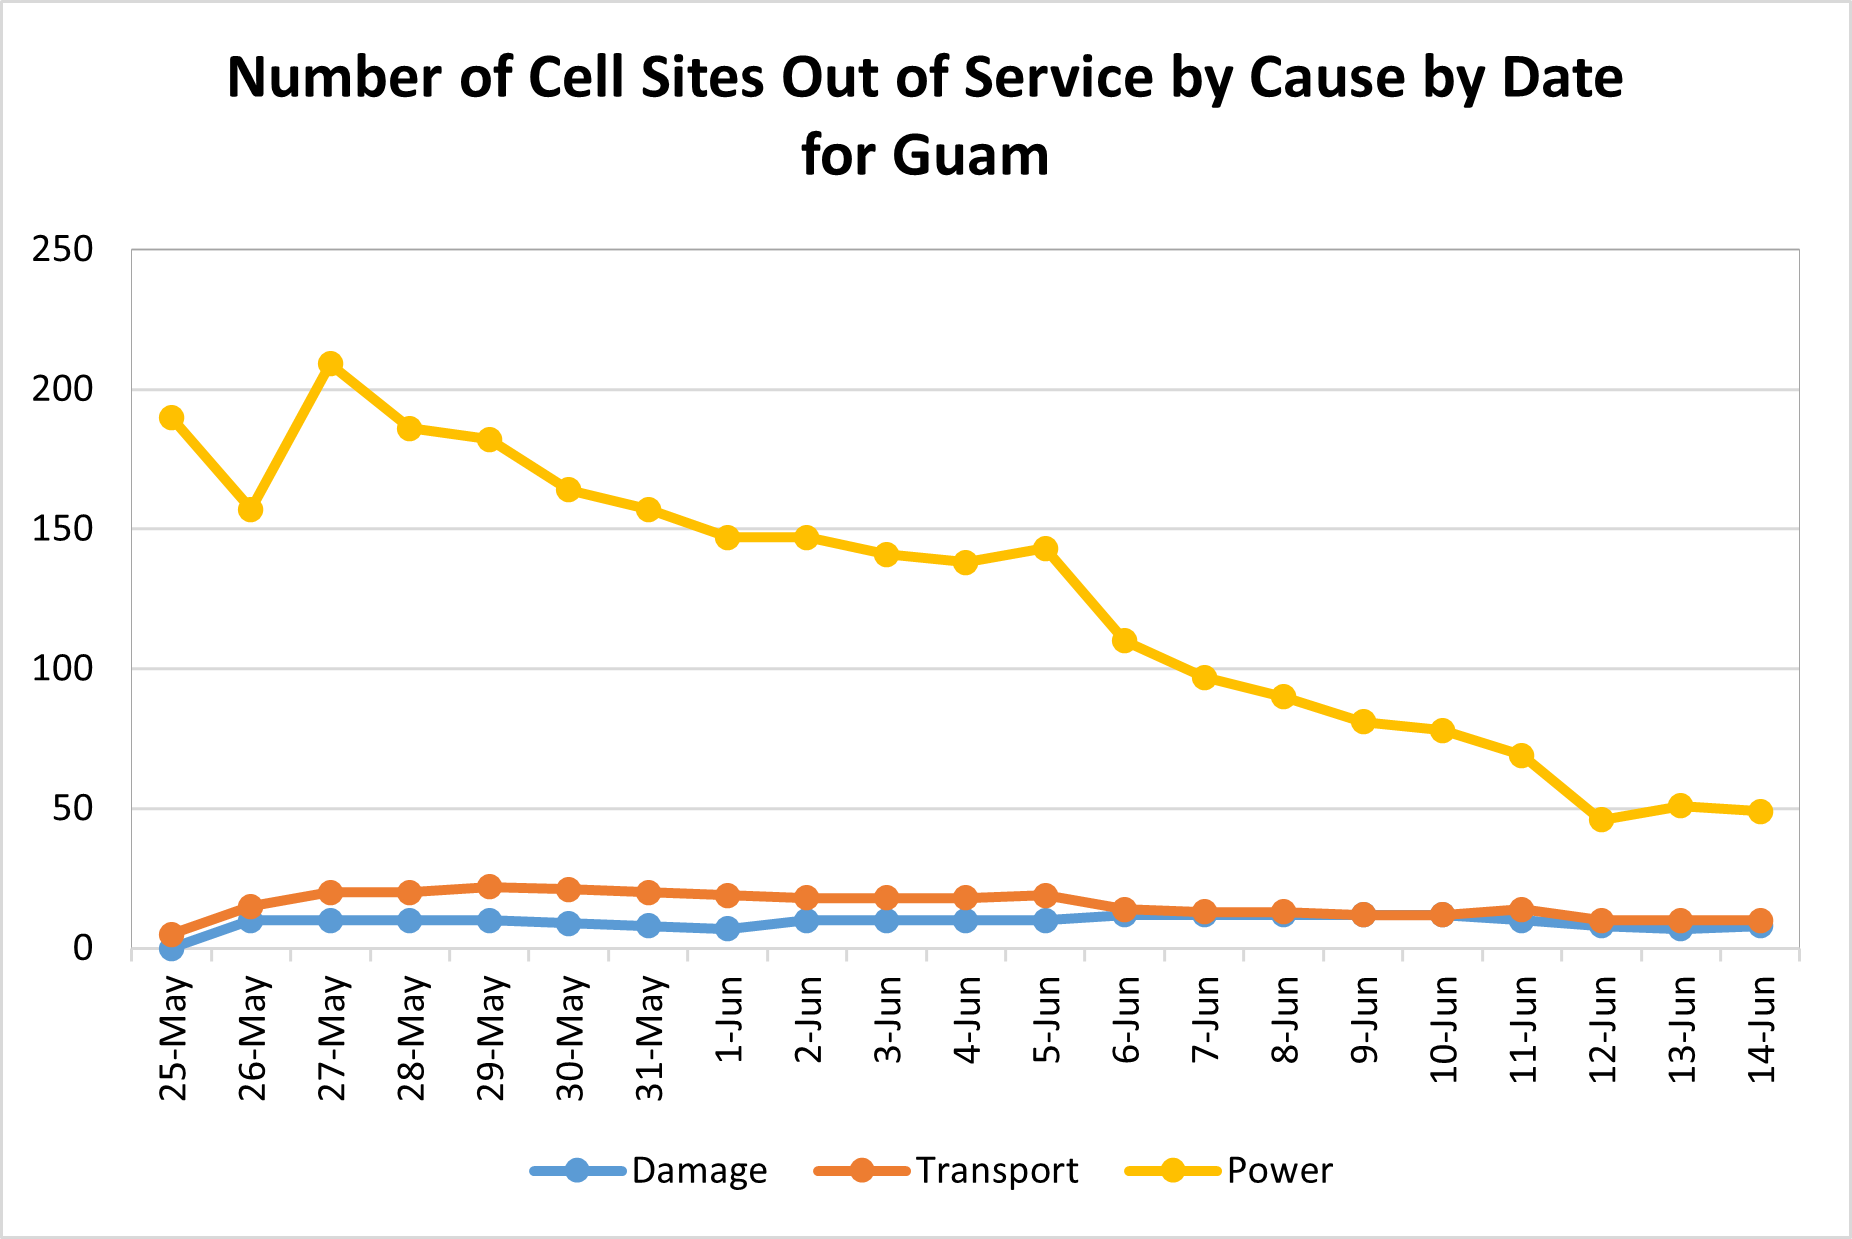 Number of Cell Sites Out of Service by Cause by Date
for Guam
250
200
150
100
50
0
25-May
26-May
27-May
28-May
29-May
30-May
31-May
1-Jun
2-Jun
3-Jun
4-Jun
5-Jun
6-Jun
7-Jun
8-Jun
9-Jun
10-Jun
11-Jun
12-Jun
13-Jun
14-Jun
Damage
Transport
Power